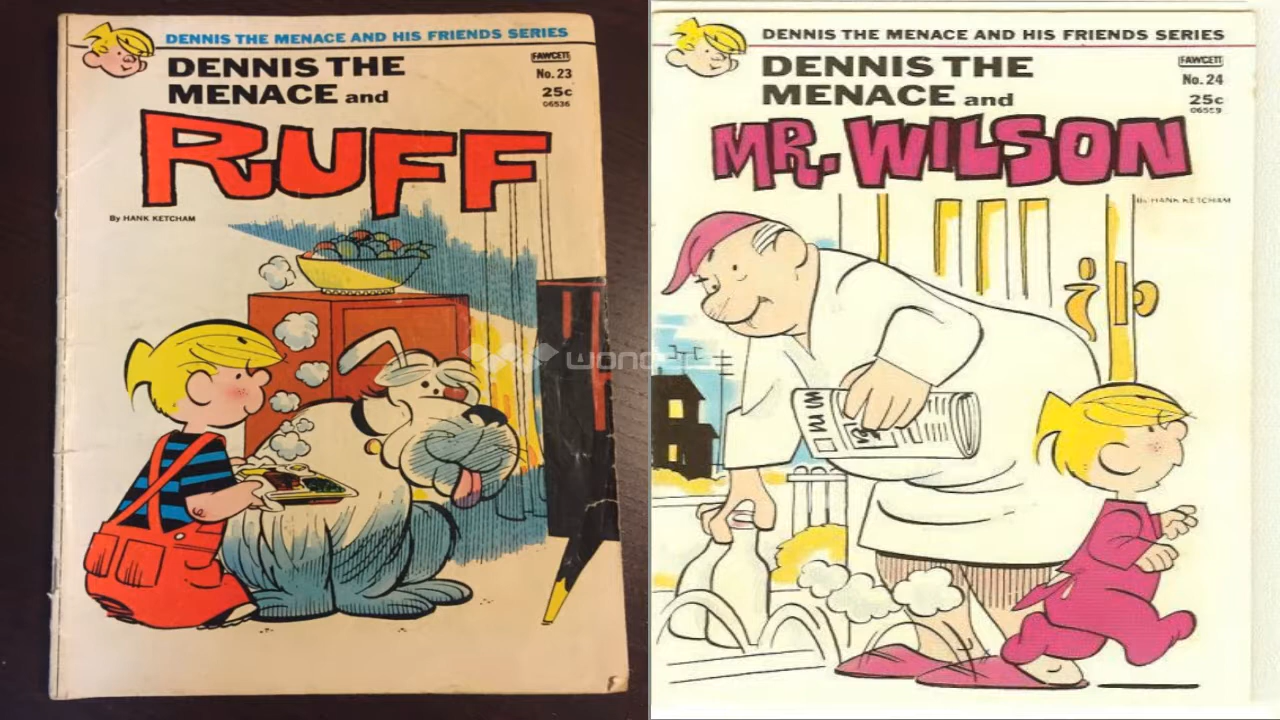 DENNIS THE MENACE AND HIS FRIENDS SERIES
DENNIS THE
MENACE and
FAWCETT
No. 23
25c
06536
RUFF
By HANK KETCHAM
DENNIS THE MENACE AND HIS FRIENDS SERIES
DENNIS THE
MENACE and
FAWCETT
No. 24
25c
MR. WILSON
By HANK KETCHAM